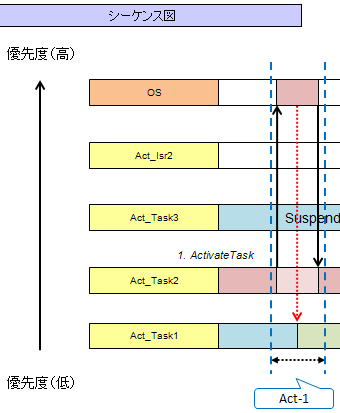 シーケンス図
優先度(高)
OS
Act_Isr2
Act_Task3
Suspend
1. ActivateTask
Act_Task2
Act_Task1
優先度(低)
Act-1